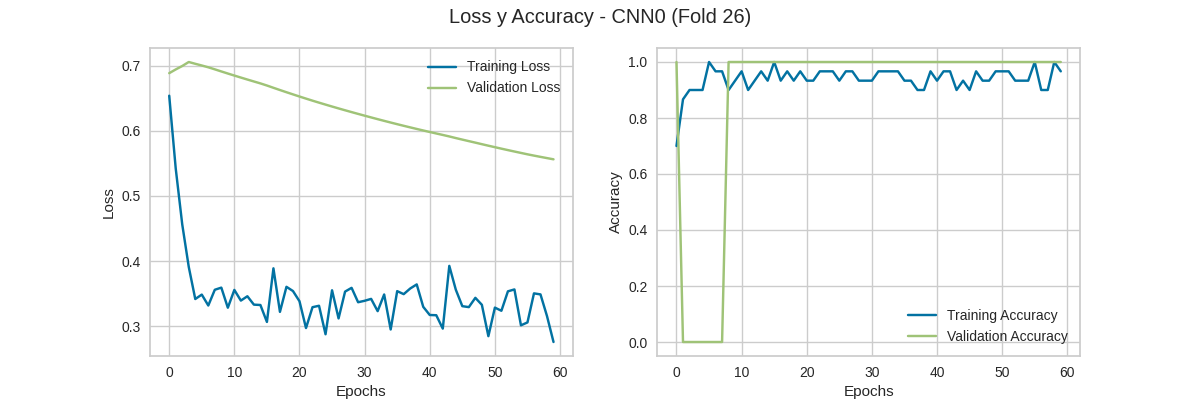 Loss y Accuracy - CNN0 (Fold 26)
Training Loss
Validation Loss
0.7
0.6
0.5
0.4
0.3
Loss
0
10
20
30
40
50
60
Epochs
1.0
0.8
0.6
0.4
0.2
0.0
Accuracy
Training Accuracy
Validation Accuracy
0
10
20
30
40
50
60
Epochs